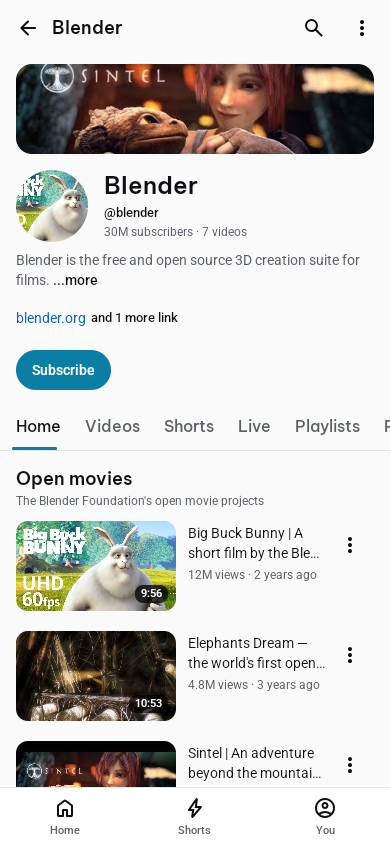 Blender
SINTEL
BUNNY
Blender
@blender
30M subscribers · 7 videos
Blender is the free and open source 3D creation suite for
films. ...more
blender.org and 1 more link
Subscribe
Home Videos Shorts Live Playlists
Open movies
The Blender Foundation's open movie projects
Big Buck
BUNNY
UHD
60fps
9:56
Big Buck Bunny | A
short film by the Ble...
12M views · 2 years ago
10:53
Elephants Dream —
the world's first open...
4.8M views · 3 years ago
SINTEL
Sintel | An adventure
beyond the mountai...
Home Shorts You